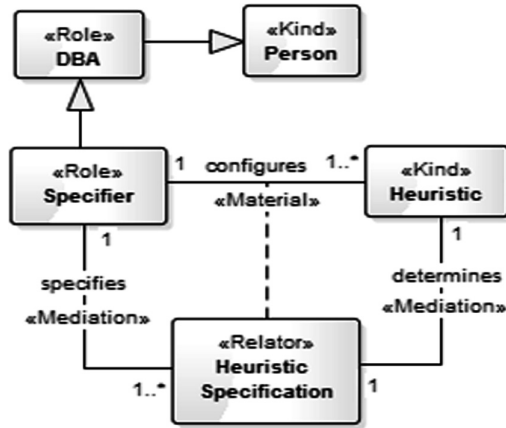 «Role»
DBA
«Kind»
Person
«Role»
Specifier
1
configures
1..*
«Material»
«Kind»
Heuristic
1
specifies
«Mediation»
1
determines
«Mediation»
1..*
«Relator»
Heuristic
Specification
1